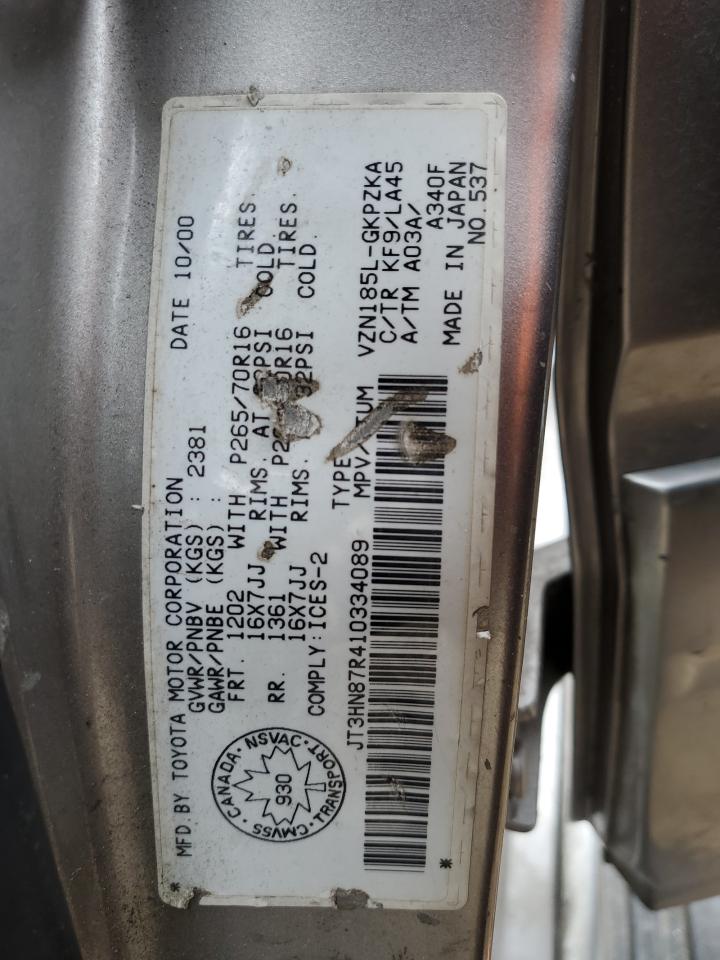 MFD. BY TOYOTA MOTOR CORPORATION DATE 10/00
GVWR/PNBV (KGS) : 2381
GAWR/PNBE (KGS) :
FRT. 1202 WITH P265/70R16 TIRES.
16X7JJ RIMS. AT PSI COLD.
RR. 1361 WITH TIRES.
16X7JJ RIMS. 32PSI COLD.
COMPLY:ICES-2
CANADA · NSVAC · TRANSPORT · CMVSS ·
930
JT3HN87R410334089
TYPE
VZN185L-GKPZKA
C/TR KF9/LA45
A/TM A03A/
A340F
MADE IN JAPAN
NO.537
* *